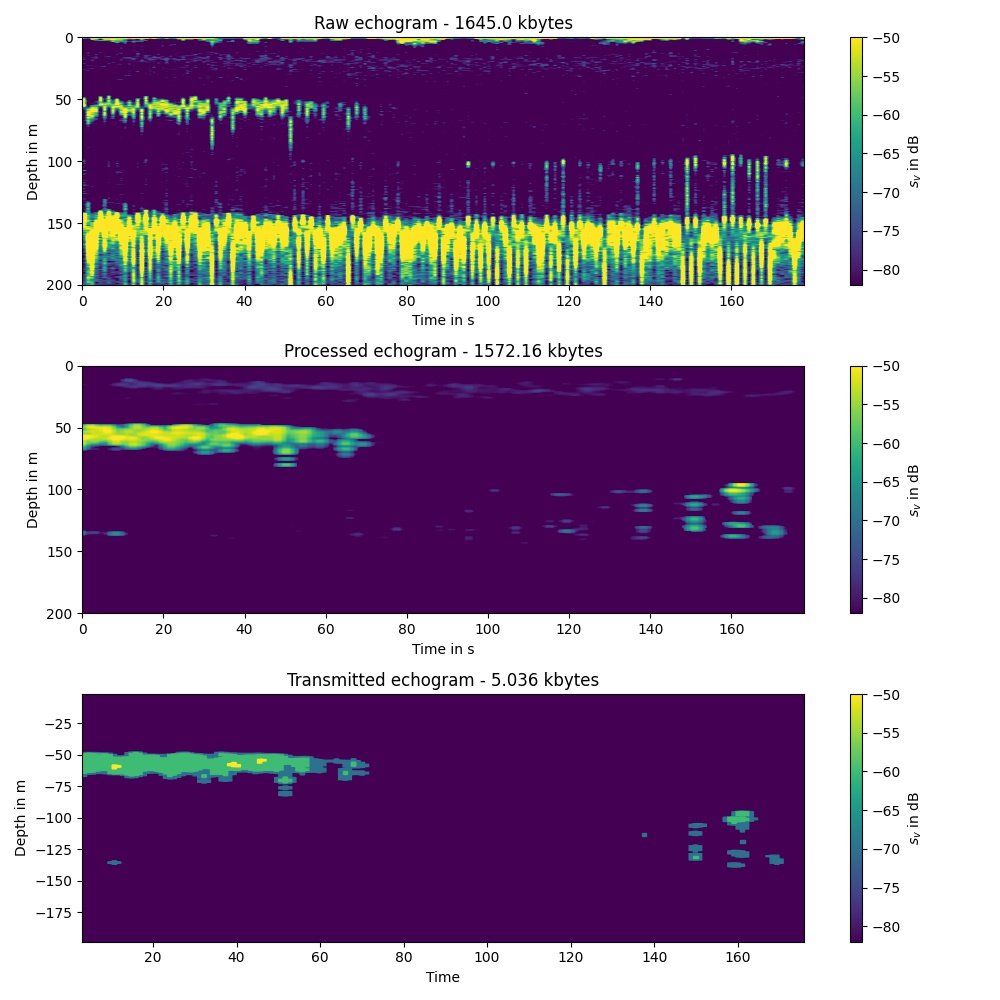 Raw echogram - 1645.0 kbytes
0
50
100
150
200
Depth in m
0 20 40 60 80 100 120 140 160
Time in s
−50
−55
−60
−65
−70
−75
−80
sv in dB
Processed echogram - 1572.16 kbytes
0
50
100
150
200
Depth in m
0 20 40 60 80 100 120 140 160
Time in s
−50
−55
−60
−65
−70
−75
−80
sv in dB
Transmitted echogram - 5.036 kbytes
−25
−50
−75
−100
−125
−150
−175
Depth in m
20 40 60 80 100 120 140 160
Time
−50
−55
−60
−65
−70
−75
−80
sv in dB